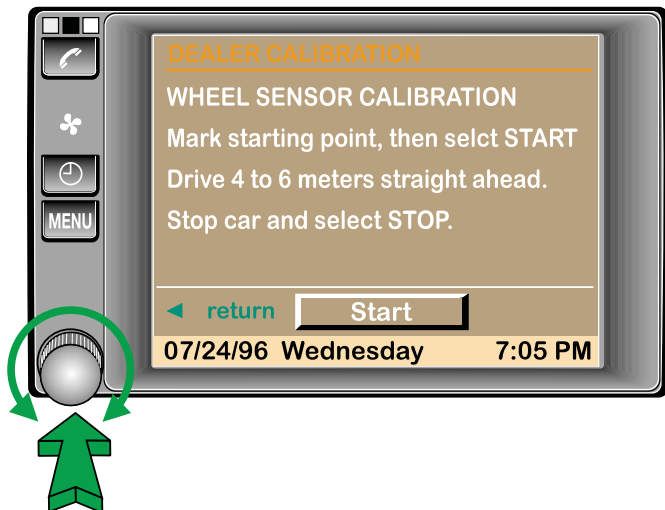 DEALER CALIBRATION
WHEEL SENSOR CALIBRATION
Mark starting point, then selct START
Drive 4 to 6 meters straight ahead.
Stop car and select STOP.
MENU
◄ return Start
07/24/96 Wednesday 7:05 PM